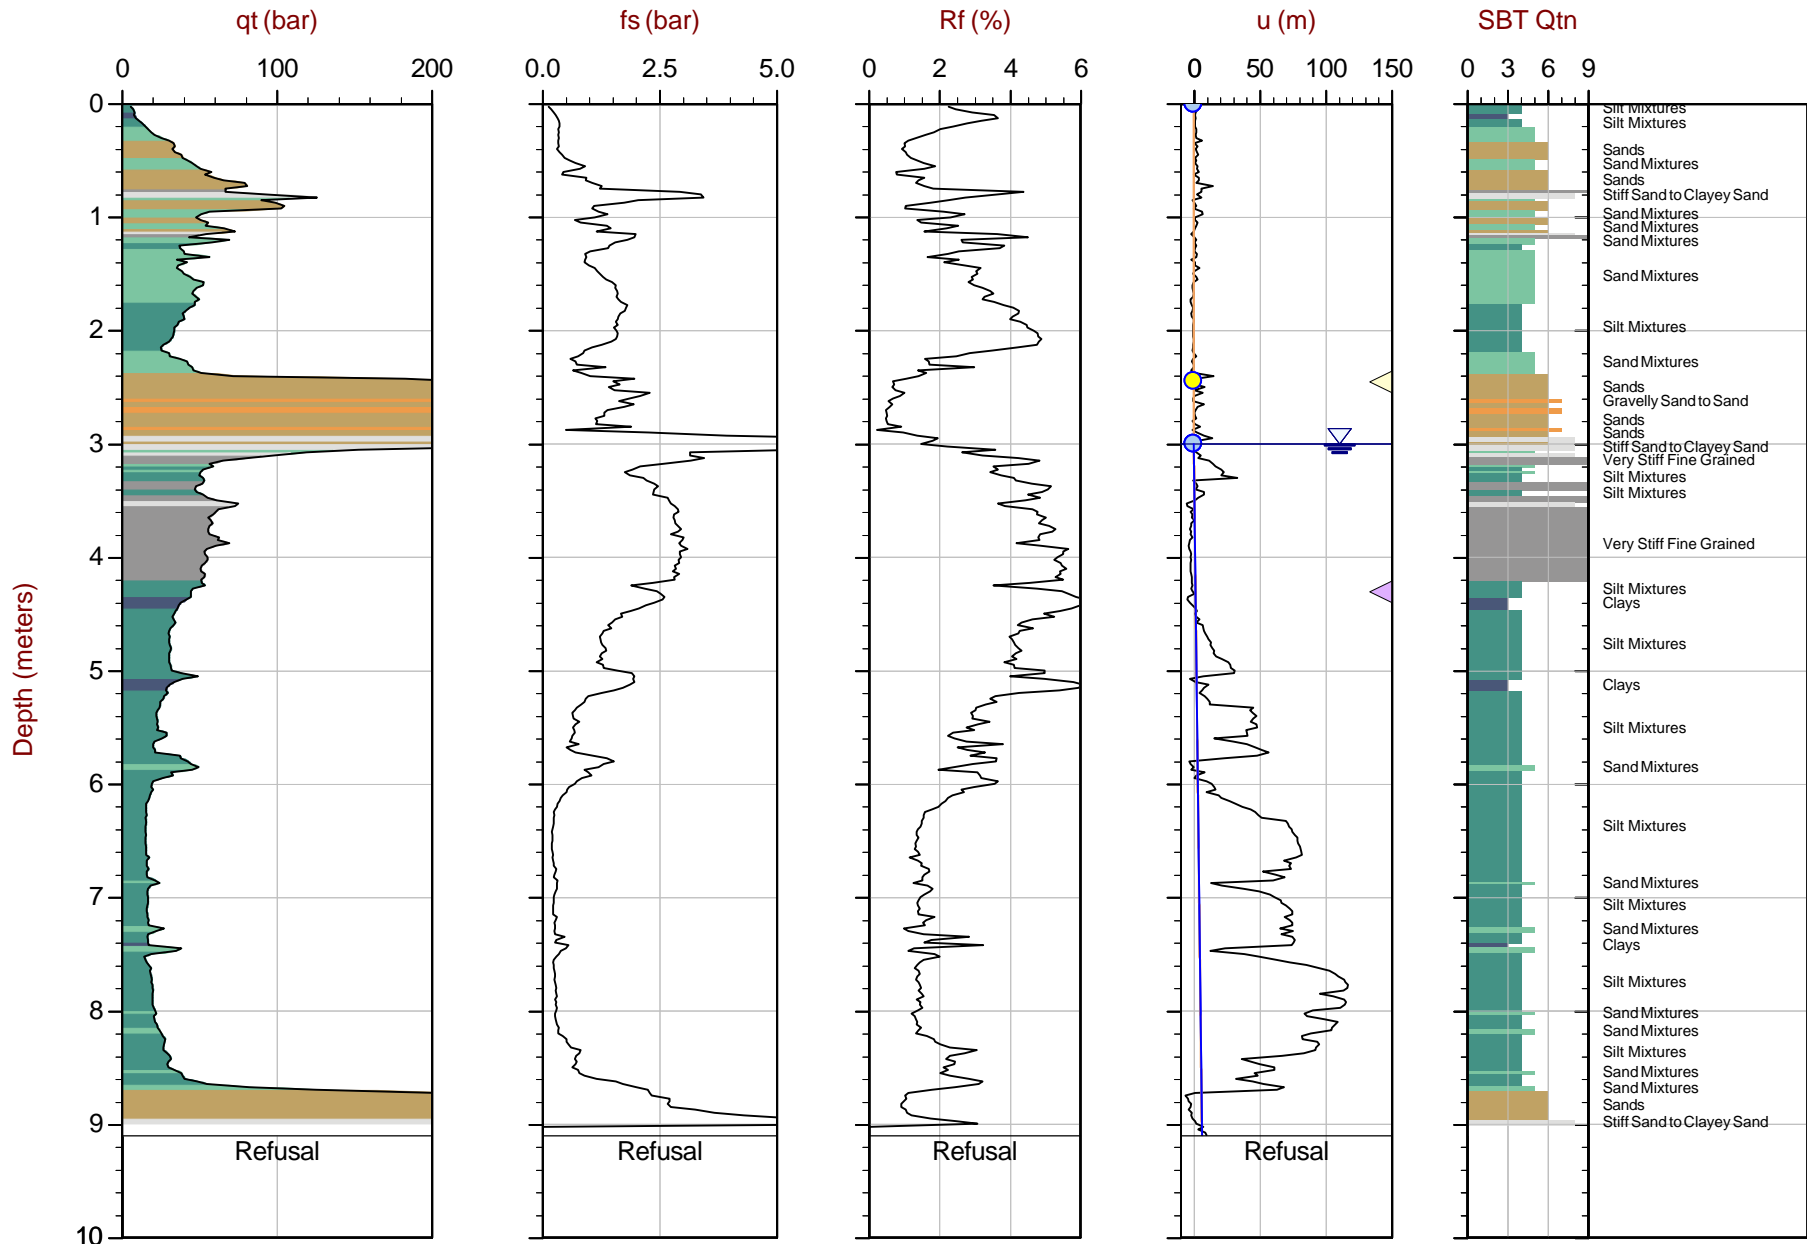 qt (bar) fs (bar) Rf (%) u (m) SBT Qtn
0 100 200 0.0 2.5 5.0 0 2 4 6 0 50 100 150 0 3 6 9
Depth (meters)
0
1
2
3
4
5
6
7
8
9
10
Silt Mixtures
Silt Mixtures
Sands
Sand Mixtures
Sands
Stiff Sand to Clayey Sand
Sand Mixtures
Sand Mixtures
Sand Mixtures
Sand Mixtures
Silt Mixtures
Sand Mixtures
Sands
Gravelly Sand to Sand
Sands
Sands
Stiff Sand to Clayey Sand
Very Stiff Fine Grained
Silt Mixtures
Silt Mixtures
Very Stiff Fine Grained
Silt Mixtures
Clays
Silt Mixtures
Clays
Silt Mixtures
Sand Mixtures
Silt Mixtures
Sand Mixtures
Silt Mixtures
Sand Mixtures
Clays
Silt Mixtures
Sand Mixtures
Sand Mixtures
Silt Mixtures
Sand Mixtures
Sand Mixtures
Sands
Stiff Sand to Clayey Sand
Refusal Refusal Refusal Refusal